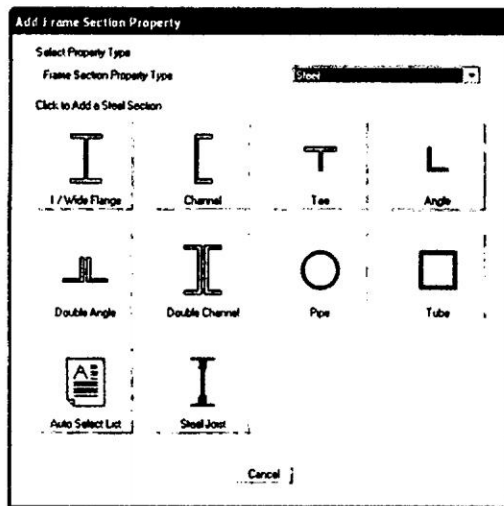 Add Frame Section Property
Select Property Type
Frame Section Property Type
Steel
Click to Add a Steel Section
I / Wide Flange
Channel
Tee
Angle
Double Angle
Double Channel
Pipe
Tube
Auto Select List
Steel Joist
Cancel